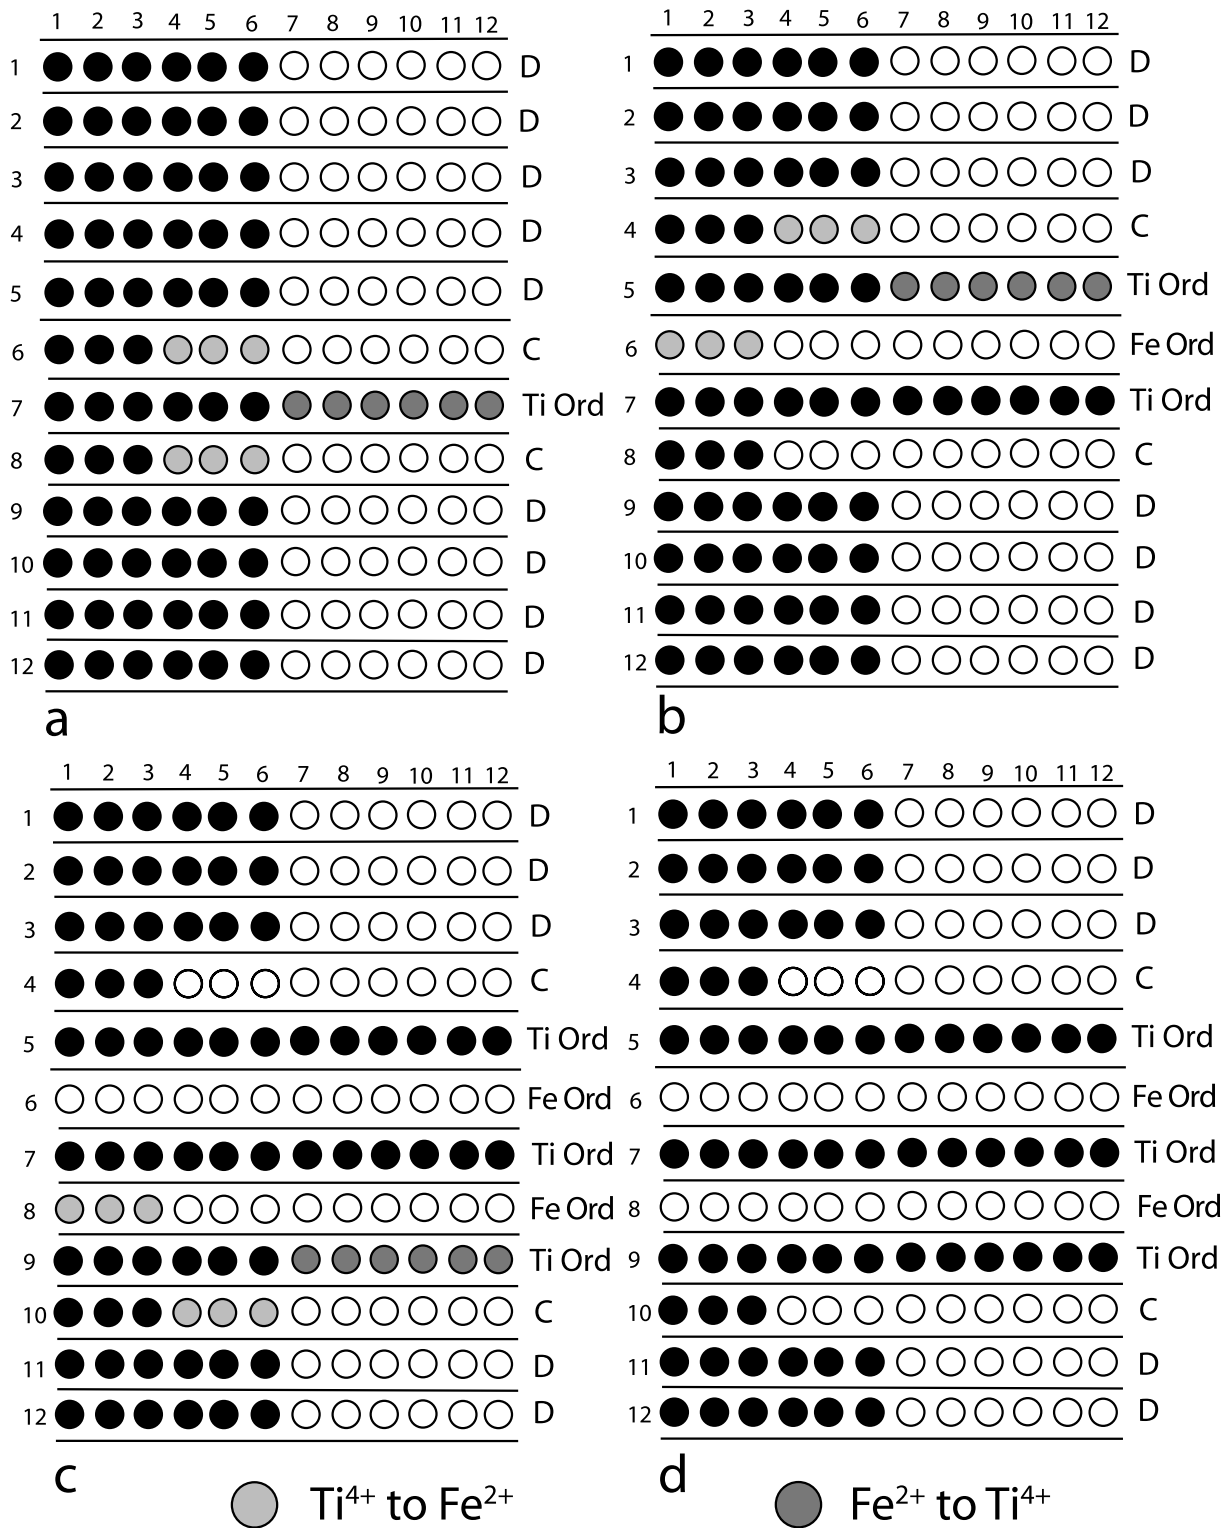 1 2 3 4 5 6 7 8 9 10 11 12
1 D
2 D
3 D
4 D
5 D
6 C
7 Ti Ord
8 C
9 D
10 D
11 D
12 D
a
1 2 3 4 5 6 7 8 9 10 11 12
1 D
2 D
3 D
4 C
5 Ti Ord
6 Fe Ord
7 Ti Ord
8 C
9 D
10 D
11 D
12 D
b
1 2 3 4 5 6 7 8 9 10 11 12
1 D
2 D
3 D
4 C
5 Ti Ord
6 Fe Ord
7 Ti Ord
8 Fe Ord
9 Ti Ord
10 C
11 D
12 D
c
1 2 3 4 5 6 7 8 9 10 11 12
1 D
2 D
3 D
4 C
5 Ti Ord
6 Fe Ord
7 Ti Ord
8 Fe Ord
9 Ti Ord
10 C
11 D
12 D
d
Ti⁴⁺ to Fe²⁺
Fe²⁺ to Ti⁴⁺